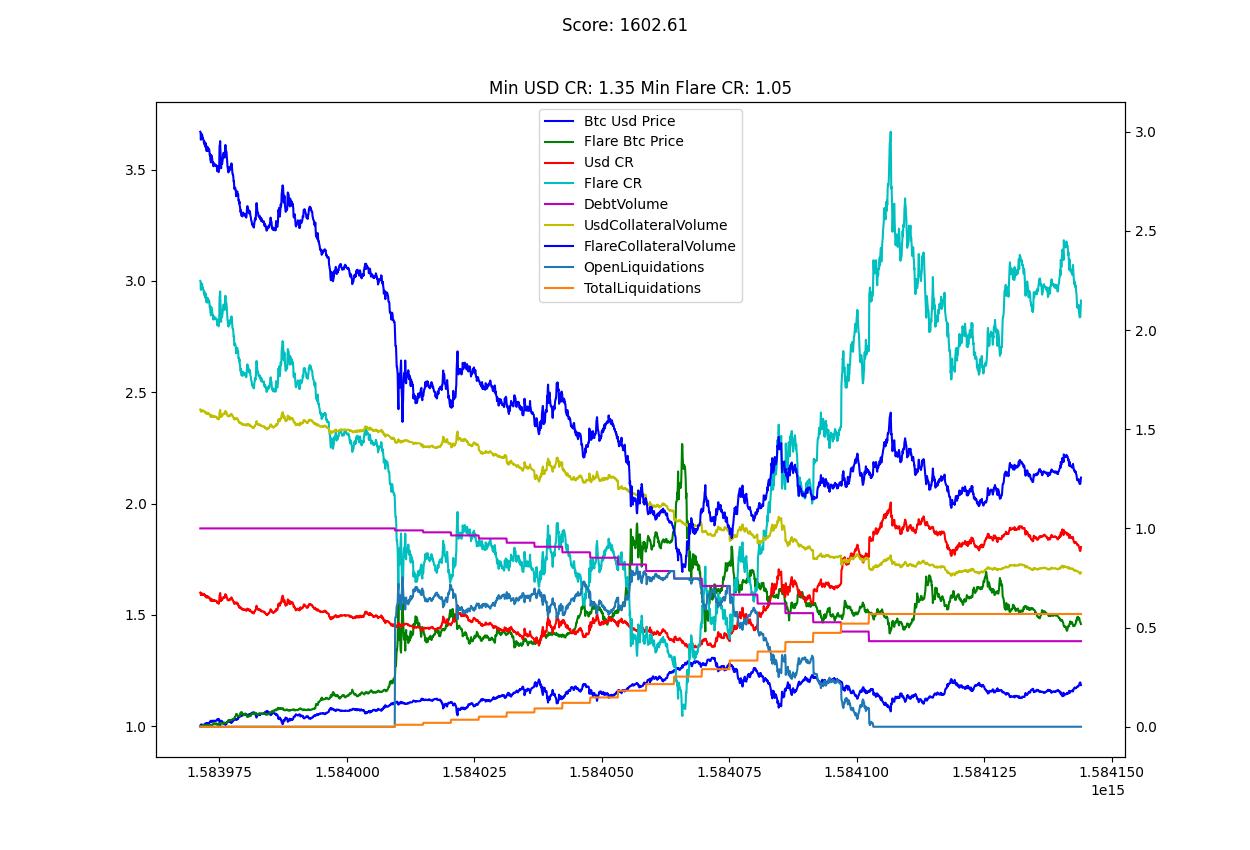 Score: 1602.61
Min USD CR: 1.35 Min Flare CR: 1.05
Btc Usd Price
Flare Btc Price
Usd CR
Flare CR
DebtVolume
UsdCollateralVolume
FlareCollateralVolume
OpenLiquidations
TotalLiquidations
3.5
3.0
2.5
2.0
1.5
1.0
3.0
2.5
2.0
1.5
1.0
0.5
0.0
1.583975
1.584000
1.584025
1.584050
1.584075
1.584100
1.584125
1.584150
1e15